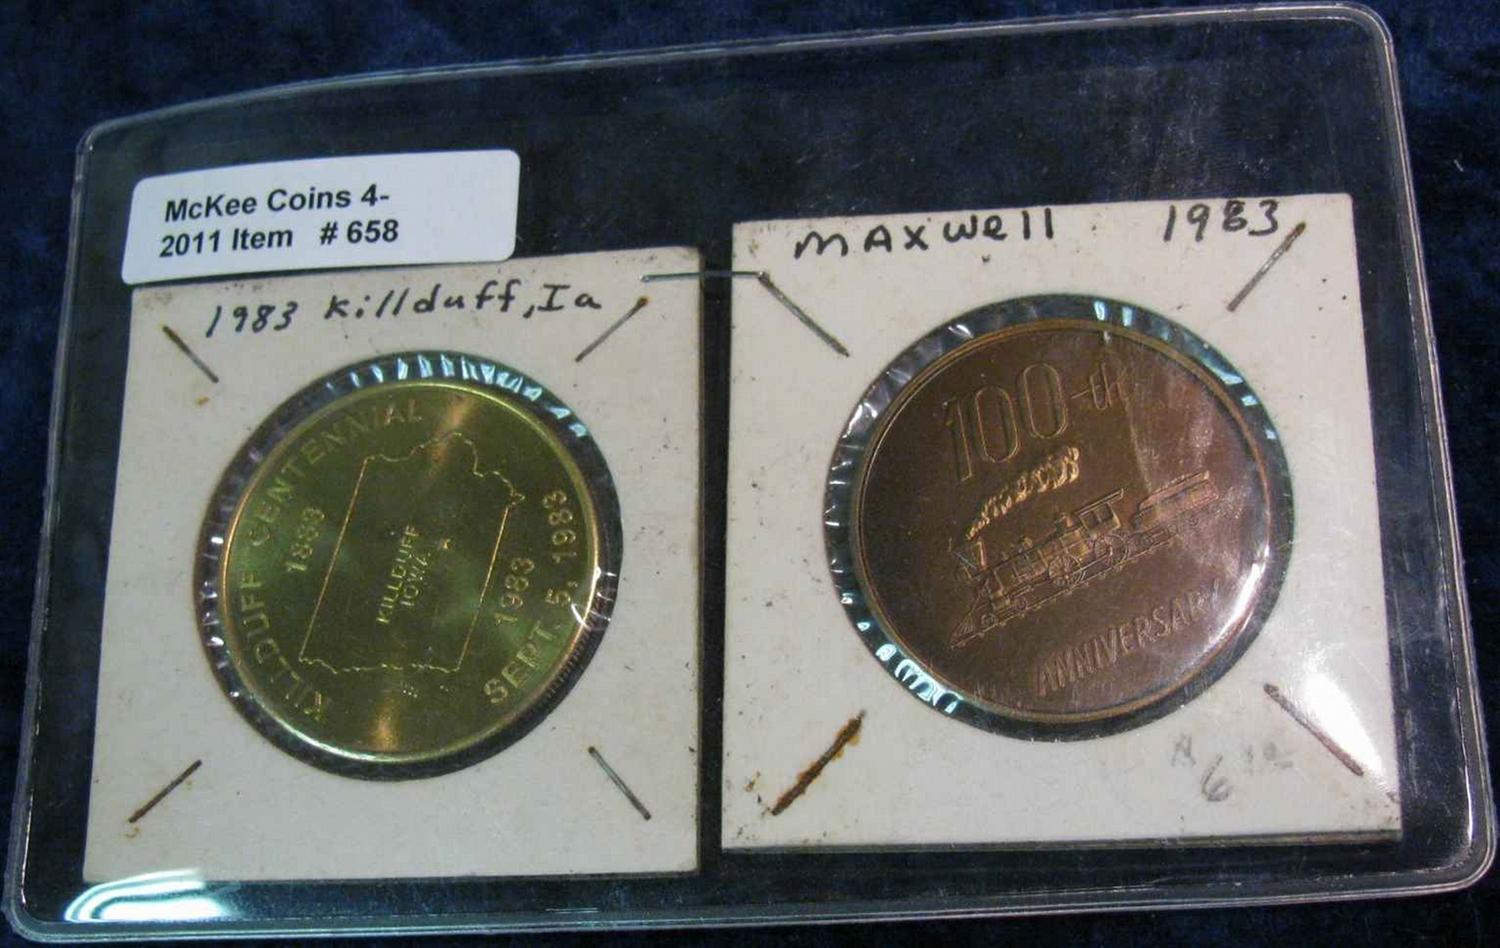 McKee Coins 4-
2011 Item # 658
1983 Killduff, Ia
KILLDUFF CENTENNIAL
1883
KILLDUFF
IOWA
1983
SEPT. 5, 1983
MAxwell 1983
100-th
ANNIVERSARY